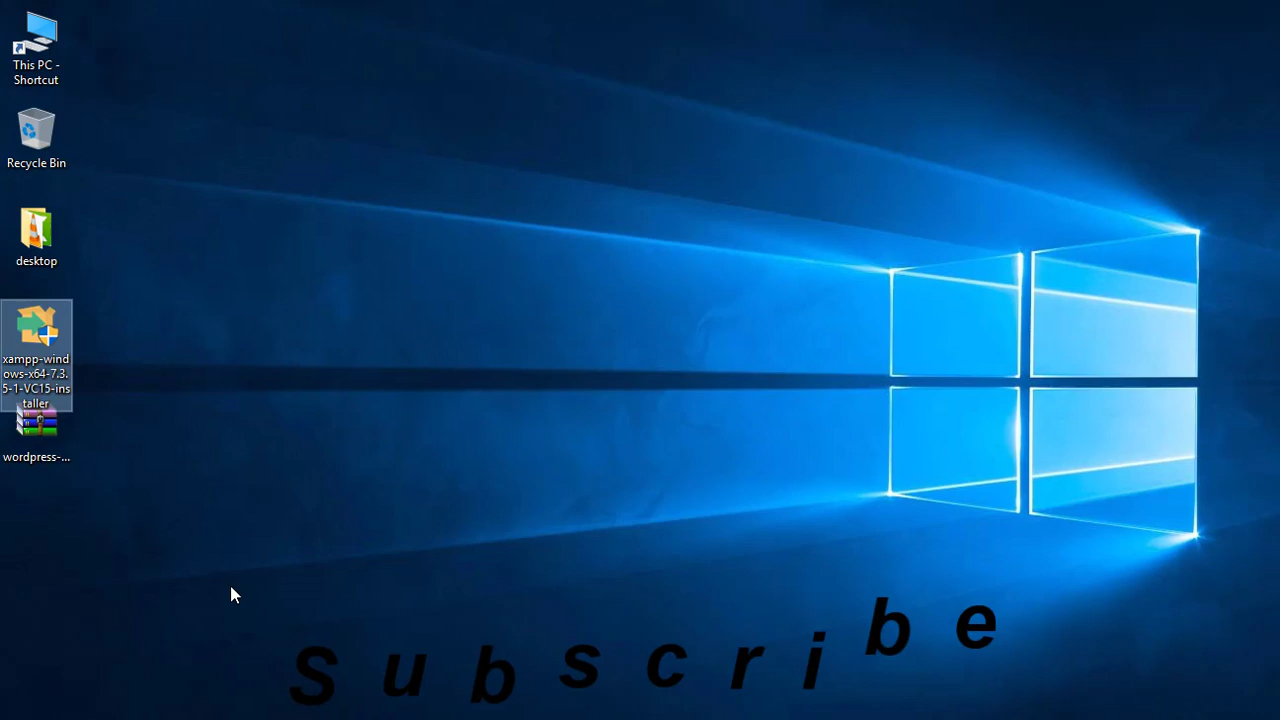 This PC -
Shortcut
Recycle Bin
desktop
xampp-wind
ows-x64-7.3.
5-1-VC15-ins
taller
wordpress-...
Subscribe